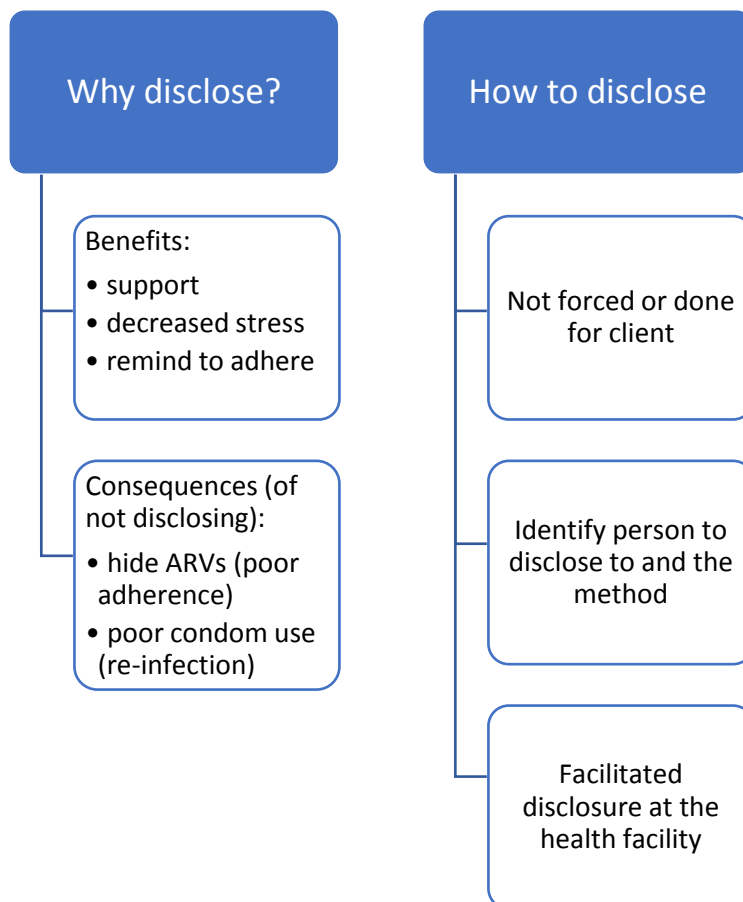 Why disclose?
Benefits:
• support
• decreased stress
• remind to adhere
Consequences (of
not disclosing):
• hide ARVs (poor
adherence)
• poor condom use
(re-infection)
How to disclose
Not forced or done
for client
Identify person to
disclose to and the
method
Facilitated
disclosure at the
health facility